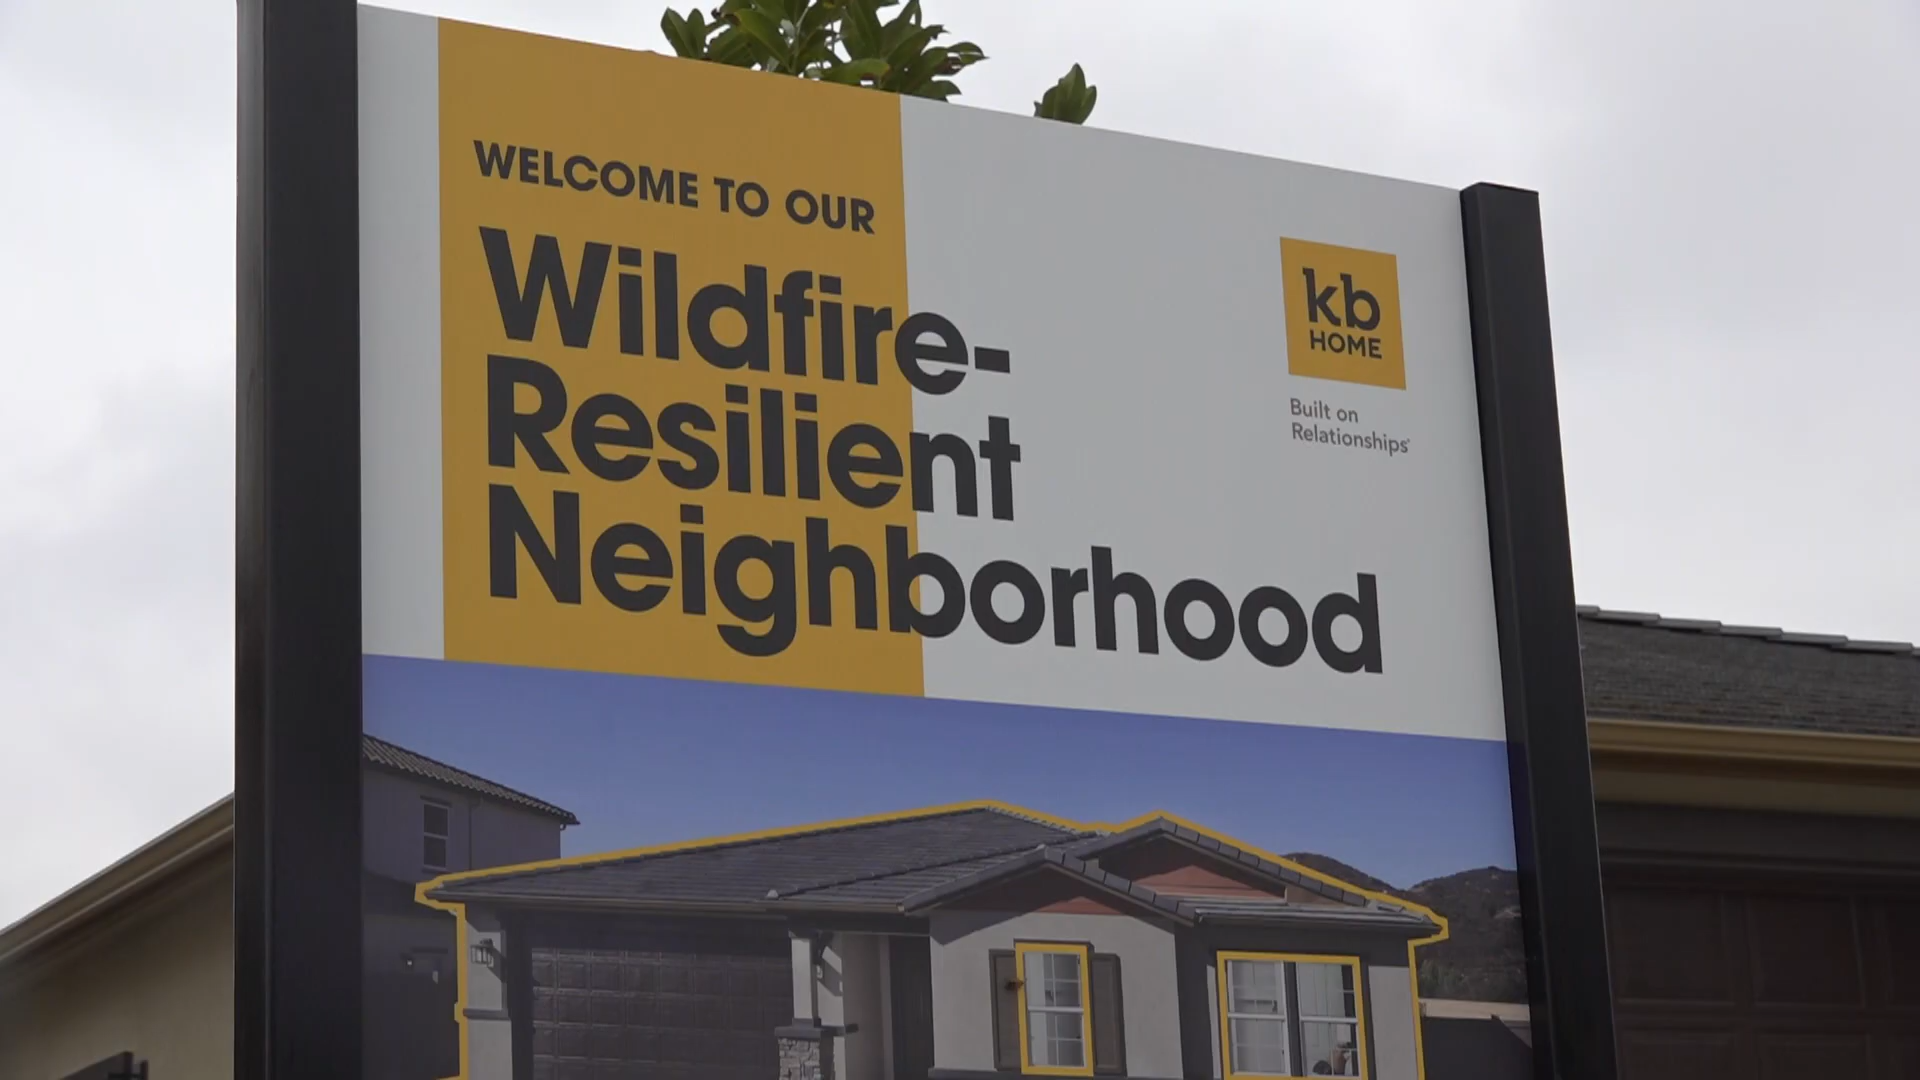 WELCOME TO OUR
Wildfire-
Resilient
Neighborhood
kb
HOME
Built on
Relationships